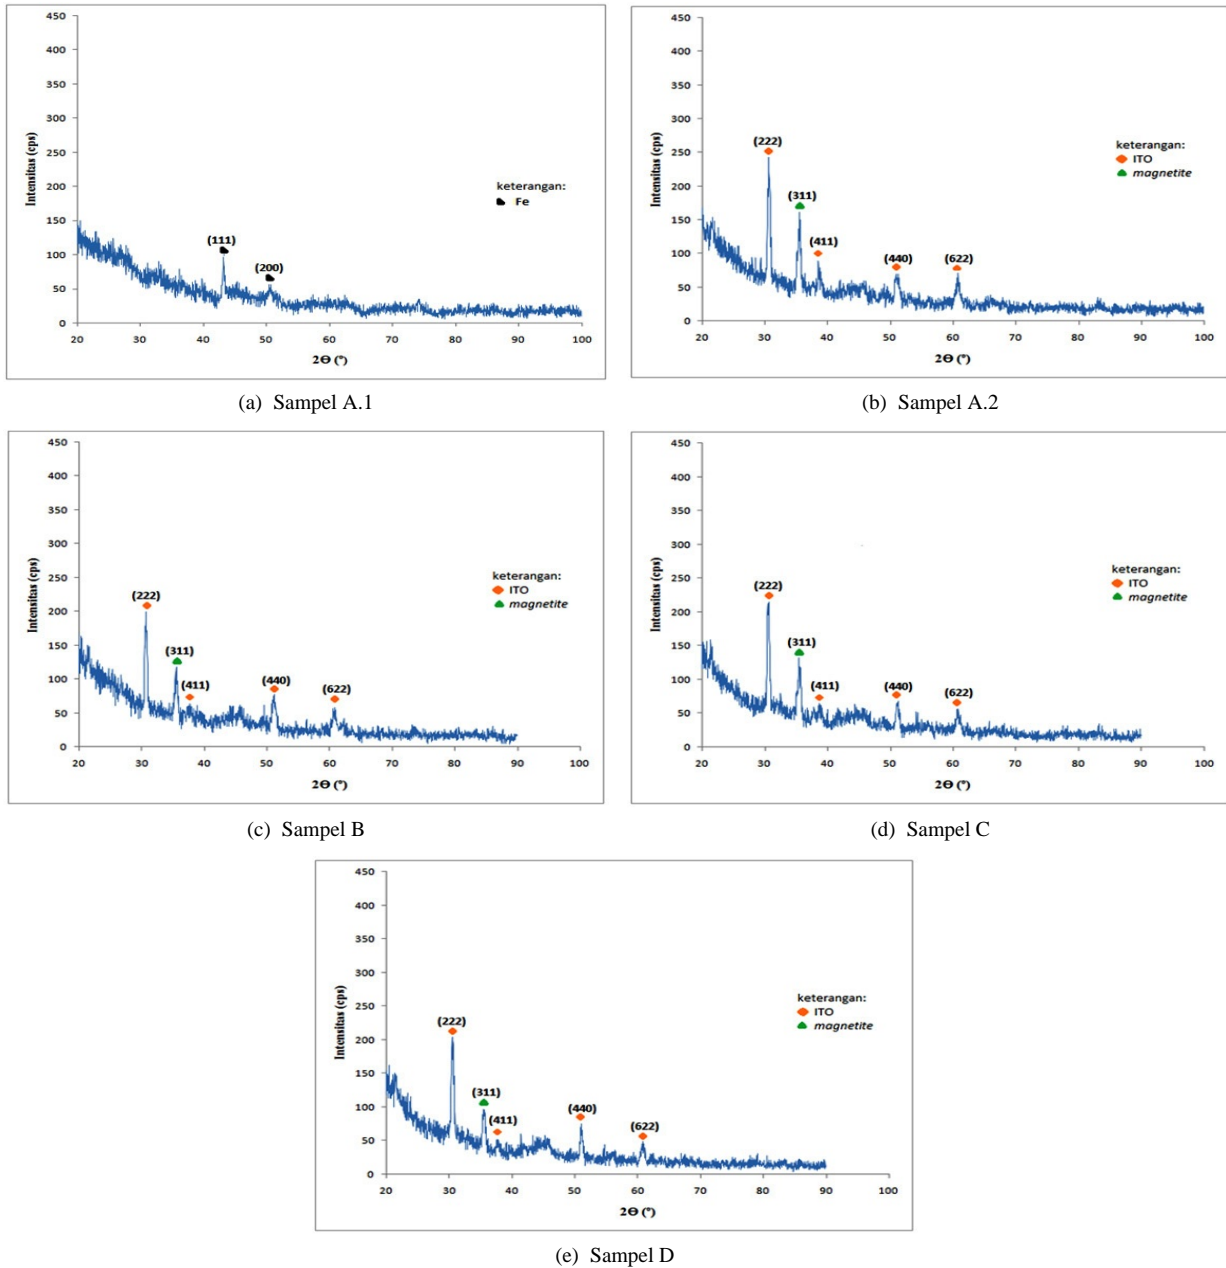 450
400
350
300
250
200
150
100
50
0
Intensitas (cps)
(111)
(200)
keterangan:
Fe
20 30 40 50 60 70 80 90 100
2Θ (°)
(a) Sampel A.1
450
400
350
300
250
200
150
100
50
0
Intensitas (cps)
(222)
(311)
(411)
(440)
(622)
keterangan:
ITO
magnetite
20 30 40 50 60 70 80 90 100
2Θ (°)
(b) Sampel A.2
450
400
350
300
250
200
150
100
50
0
Intensitas (cps)
(222)
(311)
(411)
(440)
(622)
keterangan:
ITO
magnetite
20 30 40 50 60 70 80 90 100
2Θ (°)
(c) Sampel B
450
400
350
300
250
200
150
100
50
0
Intensitas (cps)
(222)
(311)
(411)
(440)
(622)
keterangan:
ITO
magnetite
20 30 40 50 60 70 80 90 100
2Θ (°)
(d) Sampel C
450
400
350
300
250
200
150
100
50
0
Intensitas (cps)
(222)
(311)
(411)
(440)
(622)
keterangan:
ITO
magnetite
20 30 40 50 60 70 80 90 100
2Θ (°)
(e) Sampel D